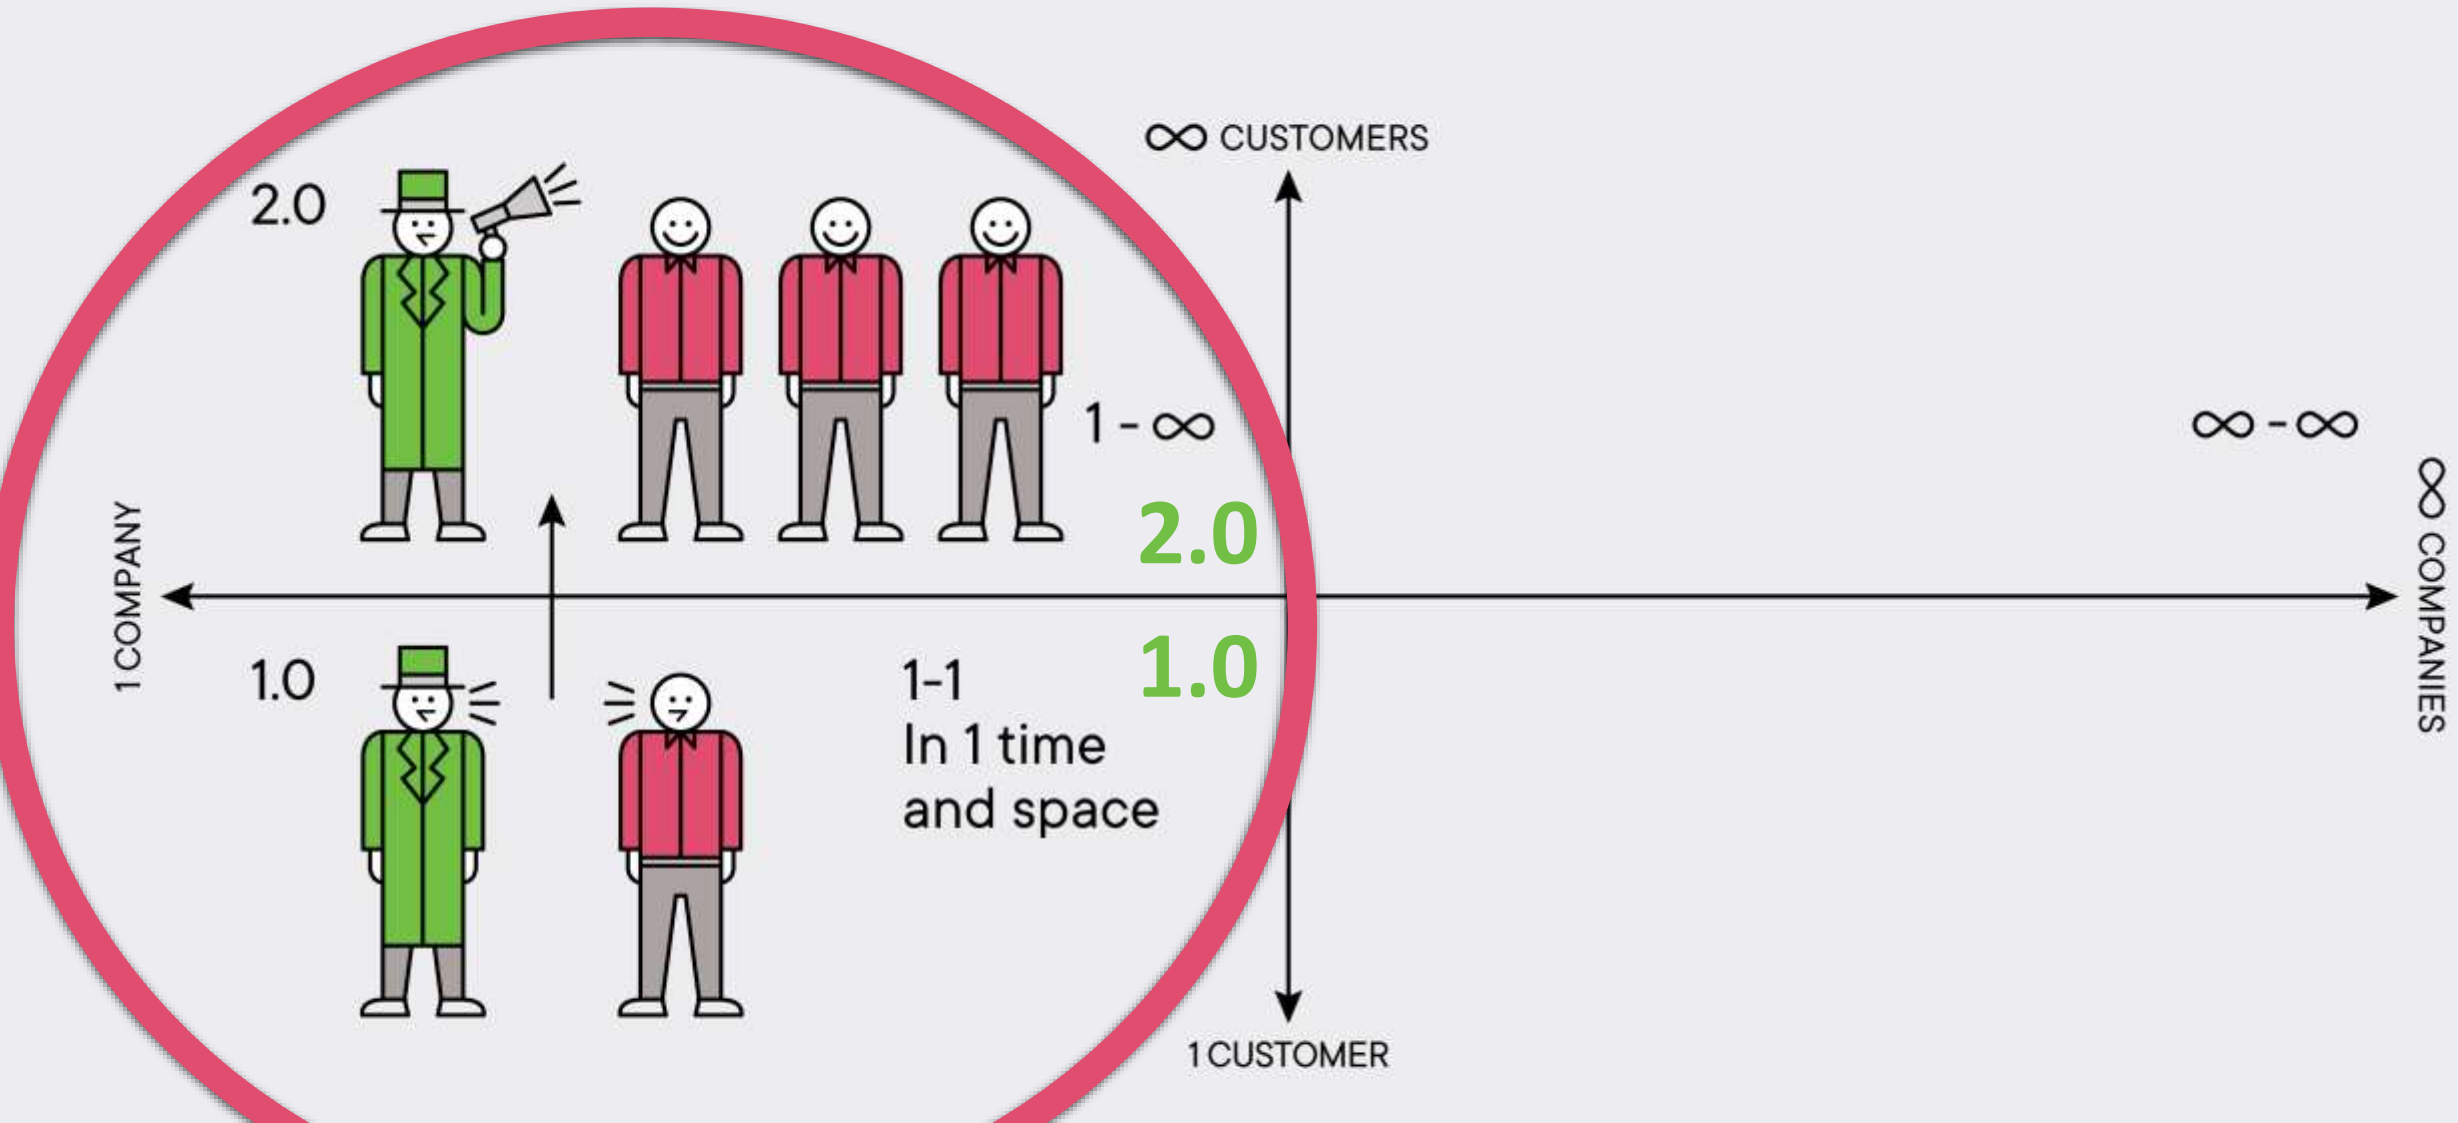 ∞ CUSTOMERS
2.0
1 - ∞
∞ - ∞
2.0
1 COMPANY
∞ COMPANIES
1.0
1.0
1-1
In 1 time
and space
1 CUSTOMER